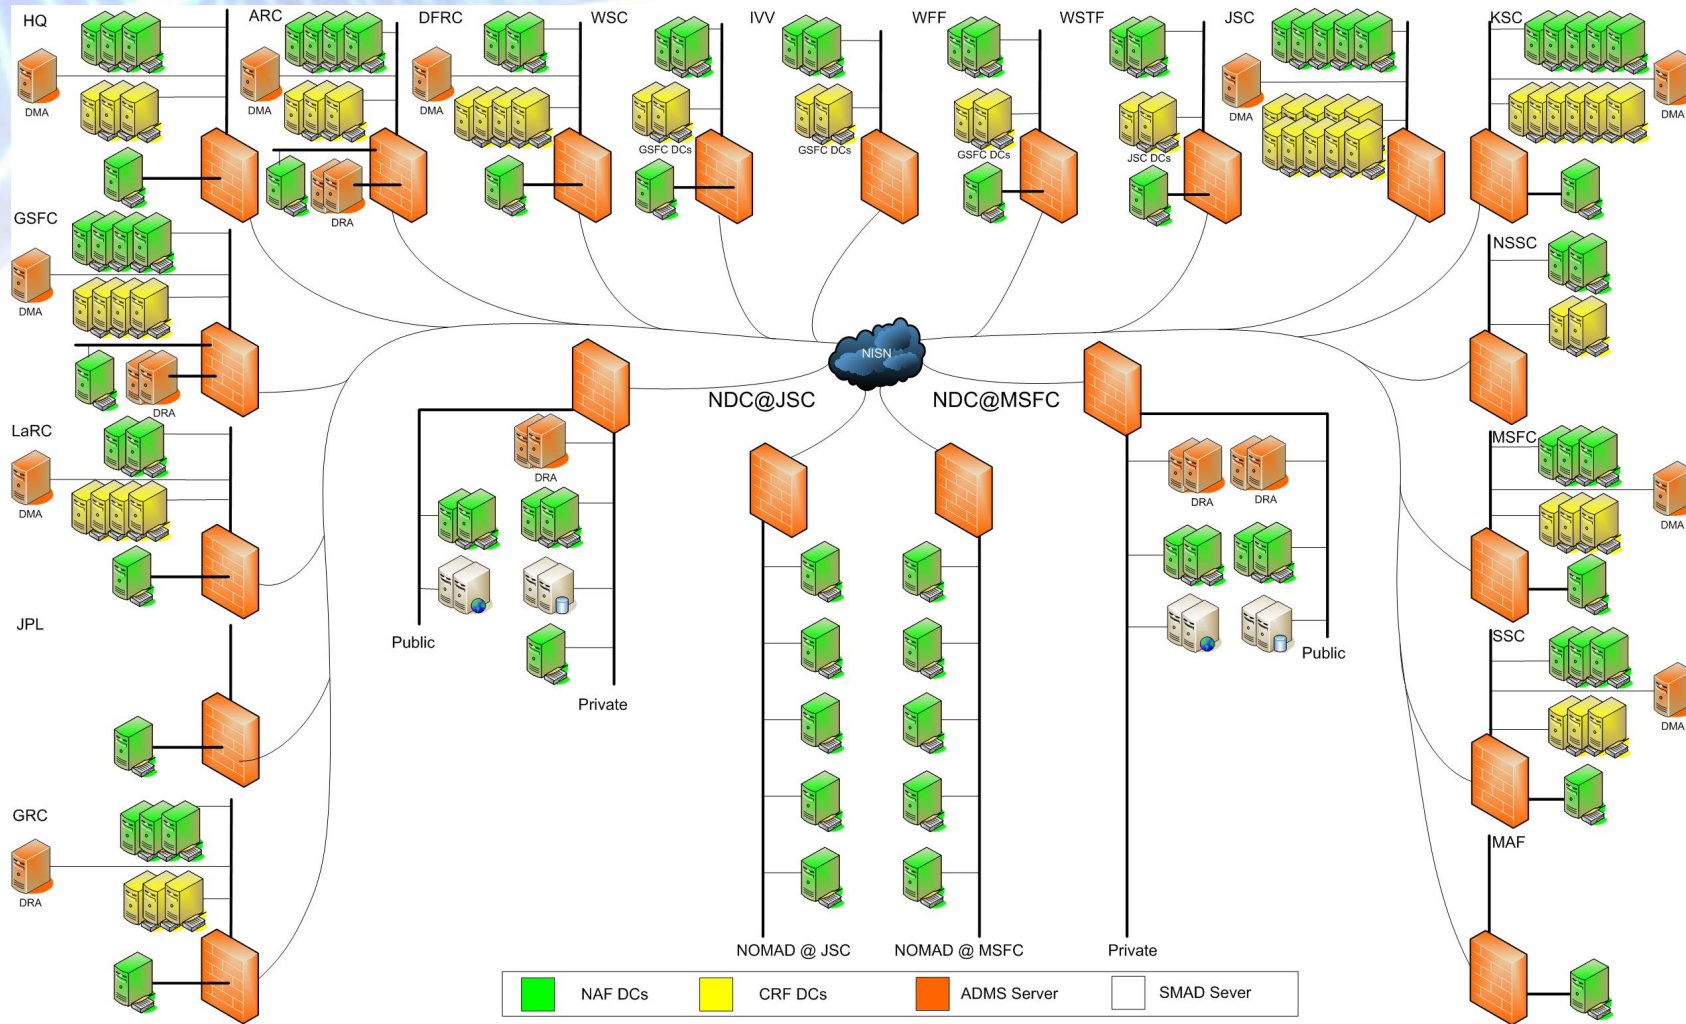 HQ
ARC
DFRC
WSC
IVV
WFF
WSTF
JSC
KSC
DMA
DMA
DMA
DMA
DMA
GSFC DCs
GSFC DCs
GSFC DCs
JSC DCs
DRA
GSFC
NSSC
DMA
NISN
DRA
NDC@JSC
NDC@MSFC
LaRC
MSFC
DMA
DRA
DRA
DRA
DMA
JPL
Public
SSC
Public
Private
DMA
GRC
MAF
DRA
NOMAD @ JSC
NOMAD @ MSFC
Private
NAF DCs
CRF DCs
ADMS Server
SMAD Sever